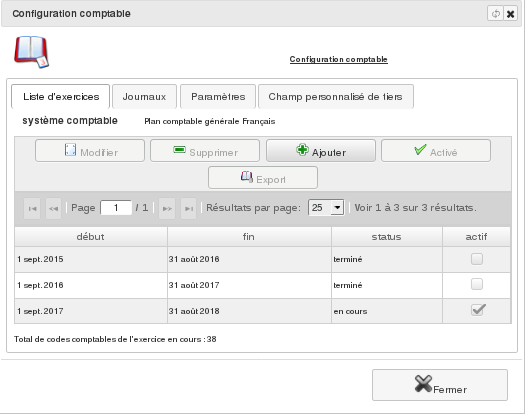 Configuration comptable
Configuration comptable
Liste d'exercices Journaux Paramètres Champ personnalisé de tiers
système comptable Plan comptable générale Français
Modifier Supprimer Ajouter Activé
Export
Page 1 / 1 Résultats par page: 25 Voir 1 à 3 sur 3 résultats.
début fin status actif
1 sept. 2015 31 août 2016 terminé
1 sept. 2016 31 août 2017 terminé
1 sept. 2017 31 août 2018 en cours
Total de codes comptables de l'exercice en cours : 38
Fermer